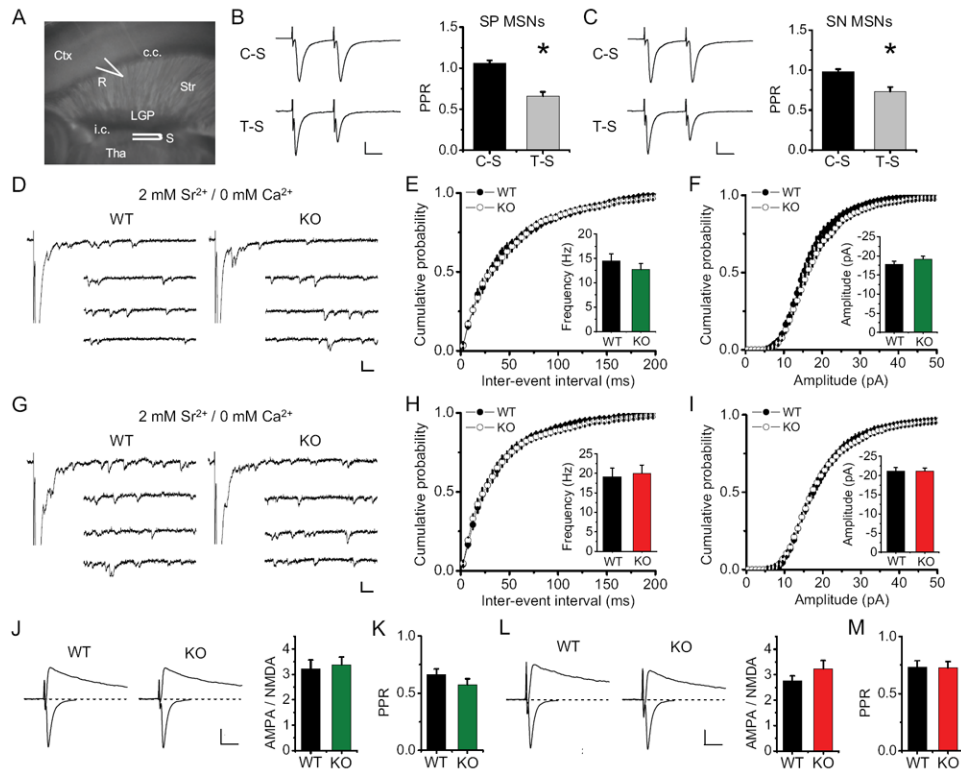 A
Ctx
c.c.
R
Str
LGP
i.c.
S
Tha
B
C-S
T-S
SP MSNs
*
PPR
1.5
1.0
0.5
0.0
C-S T-S
C
C-S
T-S
SN MSNs
*
PPR
1.5
1.0
0.5
0.0
C-S T-S
D
2 mM Sr2+ / 0 mM Ca2+
WT KO
E
WT
KO
Cumulative probability
1.0
0.5
0.0
0 50 100 150 200
Inter-event interval (ms)
Frequency (Hz)
20
15
10
5
0
WT KO
F
WT
KO
Cumulative probability
1.0
0.5
0.0
0 10 20 30 40 50
Amplitude (pA)
Amplitude (pA)
-25
-20
-15
-10
-5
0
WT KO
G
2 mM Sr2+ / 0 mM Ca2+
WT KO
H
WT
KO
Cumulative probability
1.0
0.5
0.0
0 50 100 150 200
Inter-event interval (ms)
Frequency (Hz)
25
20
15
10
5
0
WT KO
I
WT
KO
Cumulative probability
1.0
0.5
0.0
0 10 20 30 40 50
Amplitude (pA)
Amplitude (pA)
-25
-20
-15
-10
-5
0
WT KO
J
WT KO
AMPA / NMDA
5
4
3
2
1
0
WT KO
K
PPR
1.0
0.5
0.0
WT KO
L
WT KO
AMPA / NMDA
5
4
3
2
1
0
WT KO
M
PPR
1.0
0.5
0.0
WT KO